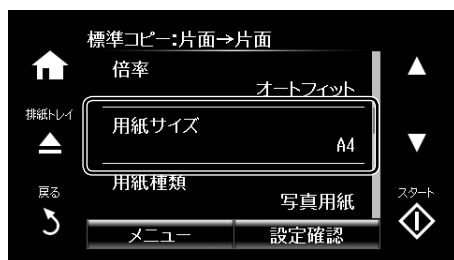 標準コピー:片面→片面
倍率
オートフィット
排紙トレイ
用紙サイズ
A4
用紙種類
写真用紙
戻る
スタート
メニュー
設定確認